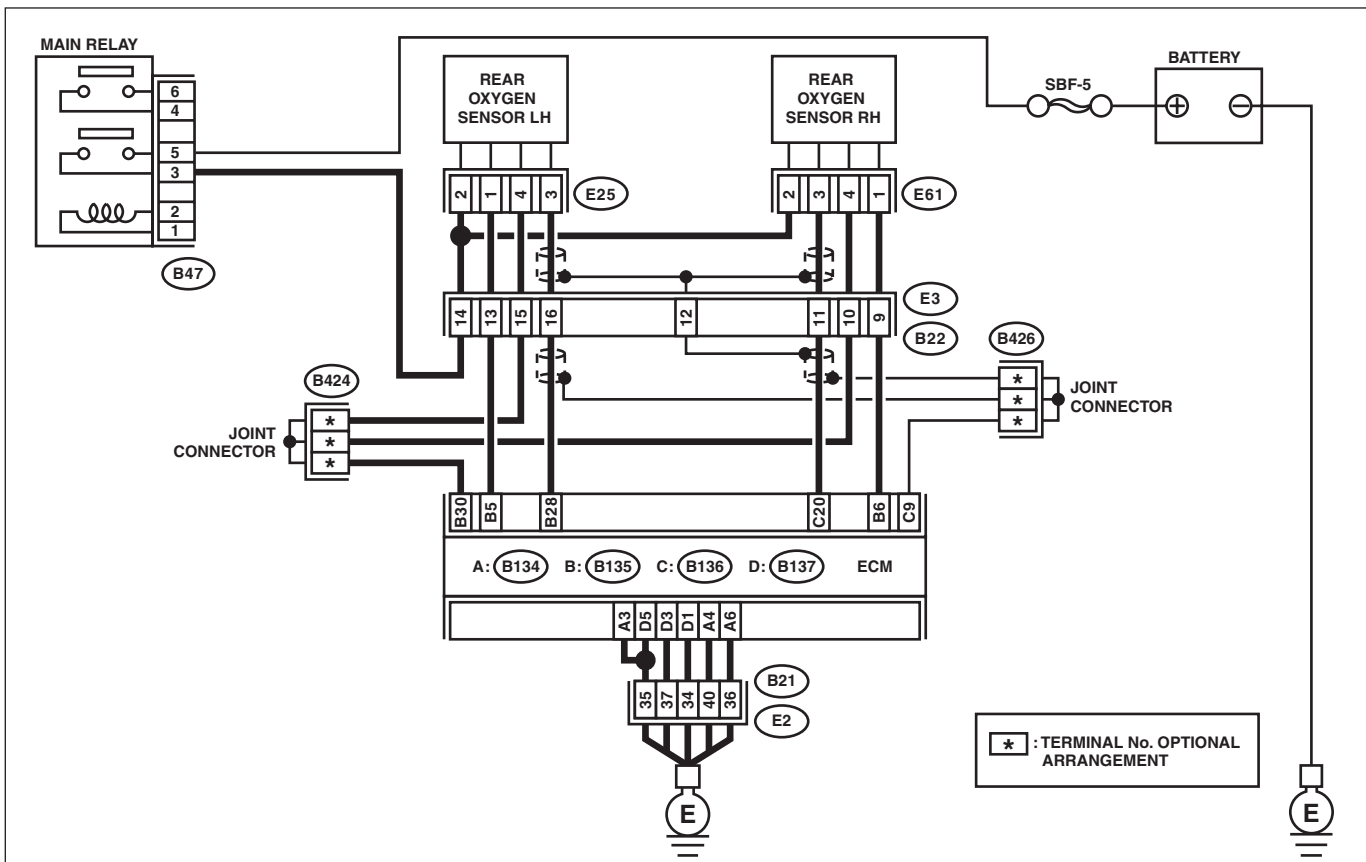 MAIN RELAY
6
4
5
3
2
1
B47
REAR
OXYGEN
SENSOR LH
REAR
OXYGEN
SENSOR RH
SBF-5
BATTERY
+ −
2 1 4 3
E25
2 3 4 1
E61
14 13 15 16 12 11 10 9
E3
B22
B424
JOINT
CONNECTOR
*
*
*
B426
*
*
*
JOINT
CONNECTOR
B30 B5 B28 C20 B6 C9
A: B134 B: B135 C: B136 D: B137 ECM
A3 D5 D3 D1 A4 A6
35 37 34 40 36
B21
E2
E
* : TERMINAL No. OPTIONAL
ARRANGEMENT
E